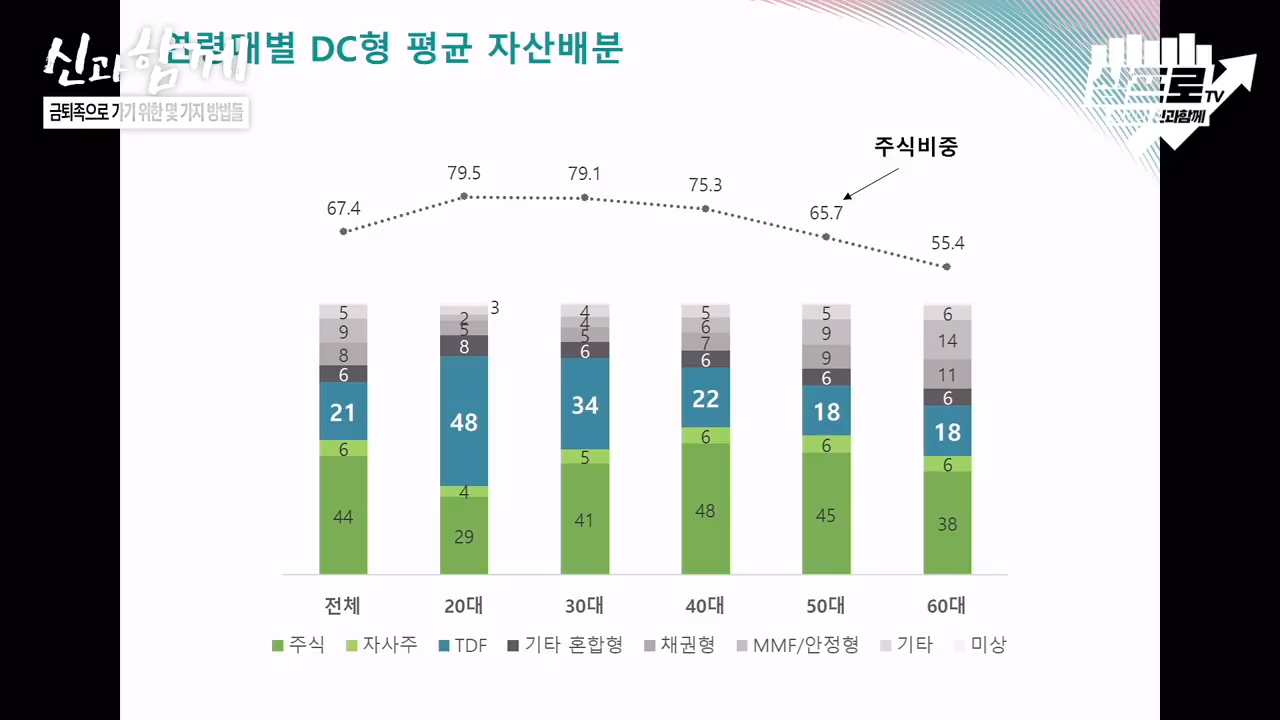 연령대별 DC형 평균 자산배분
신과함께
금퇴족으로 가기 위한 몇 가지 방법들
삼프로TV
신과함께
주식비중
67.4 79.5 79.1 75.3 65.7 55.4
5 3 4 5 5 6
9 2 4 6 9 14
8 5 5 7 9 11
6 8 6 6 6 6
21 48 34 22 18 18
6 4 5 6 6 6
44 29 41 48 45 38
전체 20대 30대 40대 50대 60대
주식 자사주 TDF 기타 혼합형 채권형 MMF/안정형 기타 미상